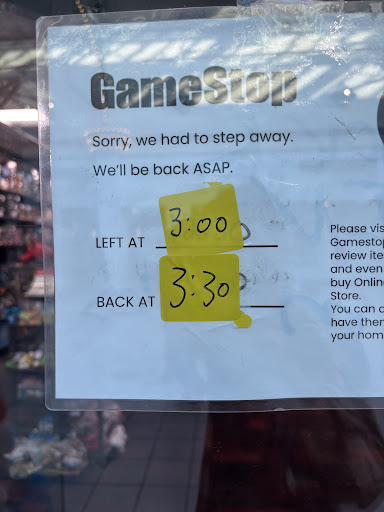 GameStop
Sorry, we had to step away.
We'll be back ASAP.
LEFT AT 3:00
BACK AT 3:30
Please vis
Gamestop
review ite
and even
buy Onlin
Store.
You can a
have then
your hom